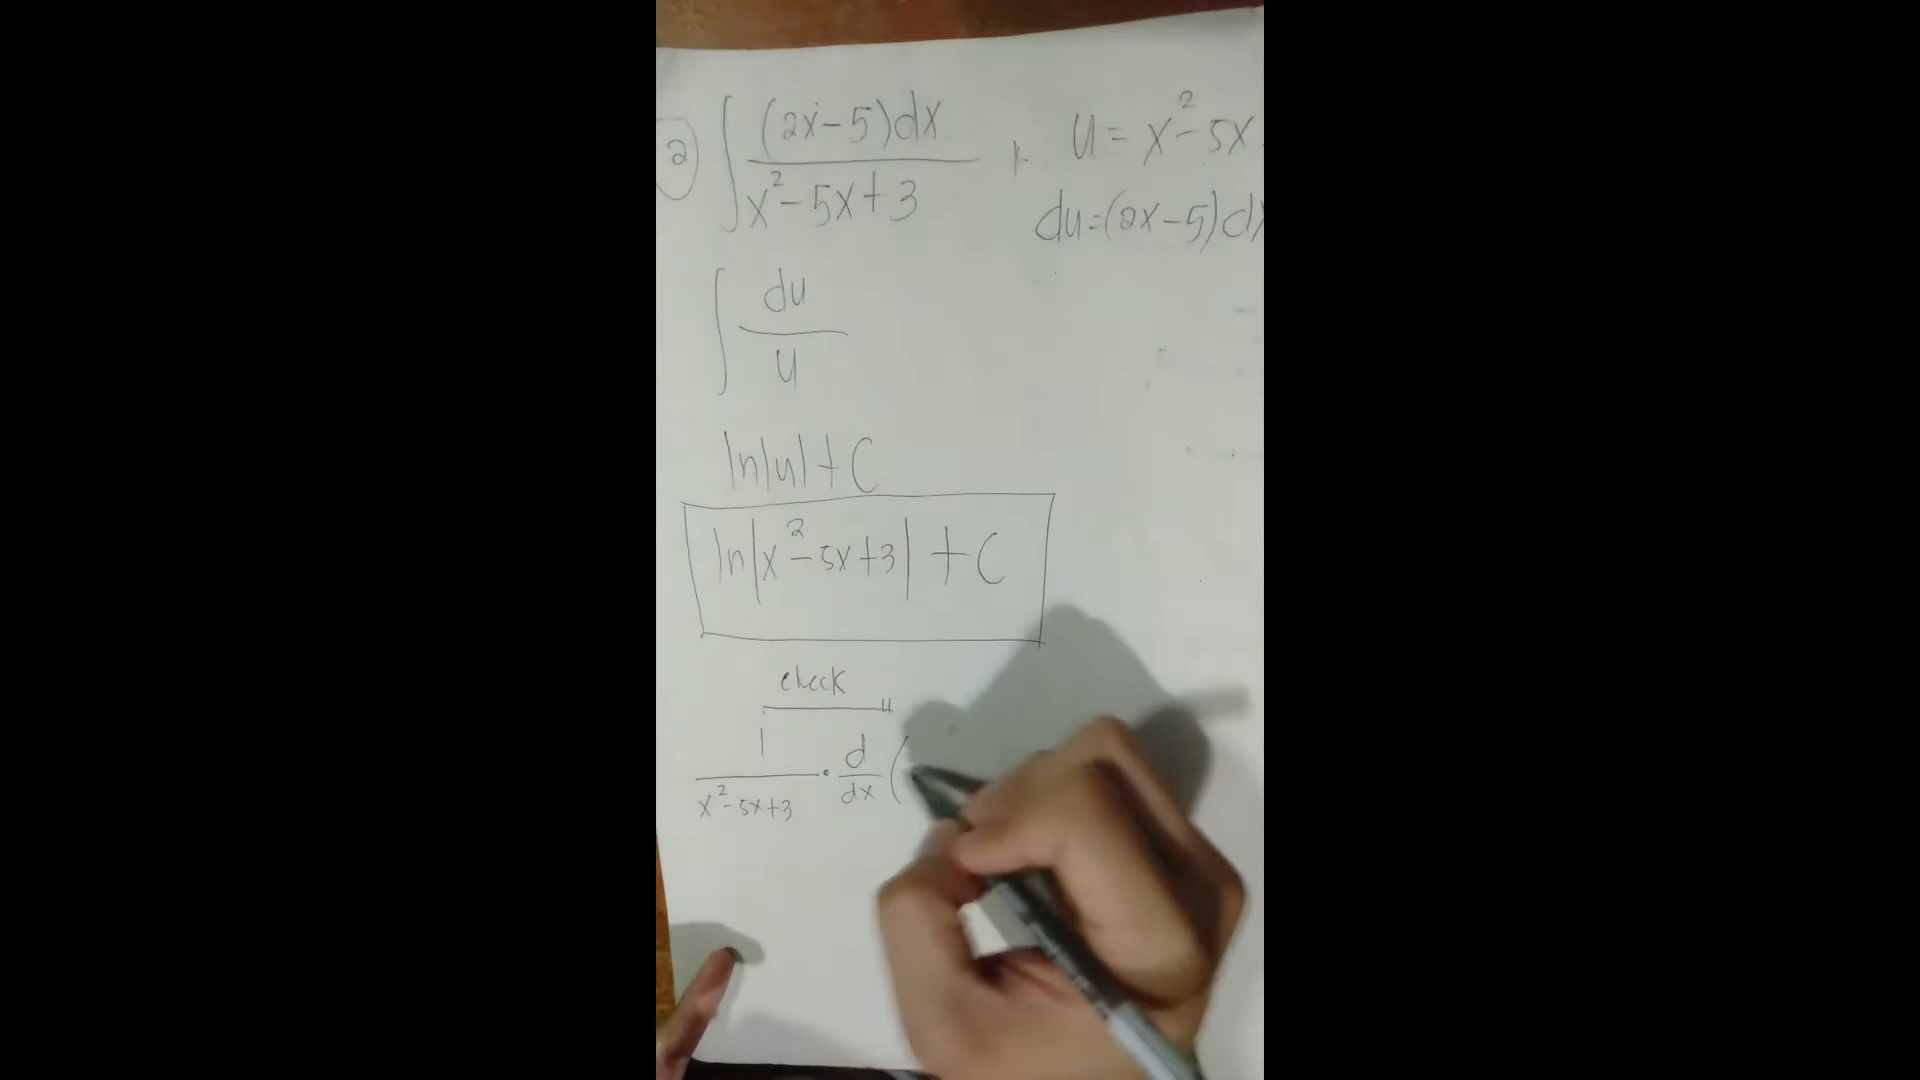 ② ∫ (2x-5)dx / x²-5x+3
u = x²-5x
du=(2x-5)dx
∫ du / u
ln|u|+C
ln|x²-5x+3| + C
check
1 / x²-5x+3 · d/dx (